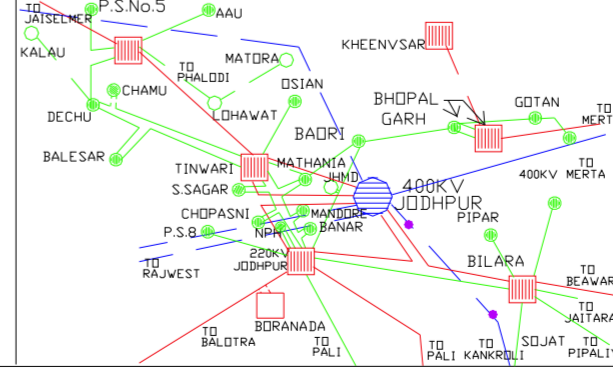 P.S.No.5
TO
JAISELMER
AAU
KALAU
TO
PHALODI
MATORA
KHEENVSAR
CHAMU
OSIAN
LOHAWAT
DECHU
BHOPAL
GARH
GOTAN
TO
MERT
BAORI
BALESAR
TINWARI
MATHANIA
JHMD
TO
400KV MERTA
S.SAGAR
400KV
JODHPUR
CHOPASNI
MANDORE
PIPAR
P.S.8
NPH
BANAR
220KV
JODHPUR
BILARA
TO
RAJWEST
TO
BEAWAR
BORANADA
TO
JAITARA
TO
BALOTRA
TO
PALI
TO
PALI
TO
KANKROLI
SOJAT
TO
PIPALI